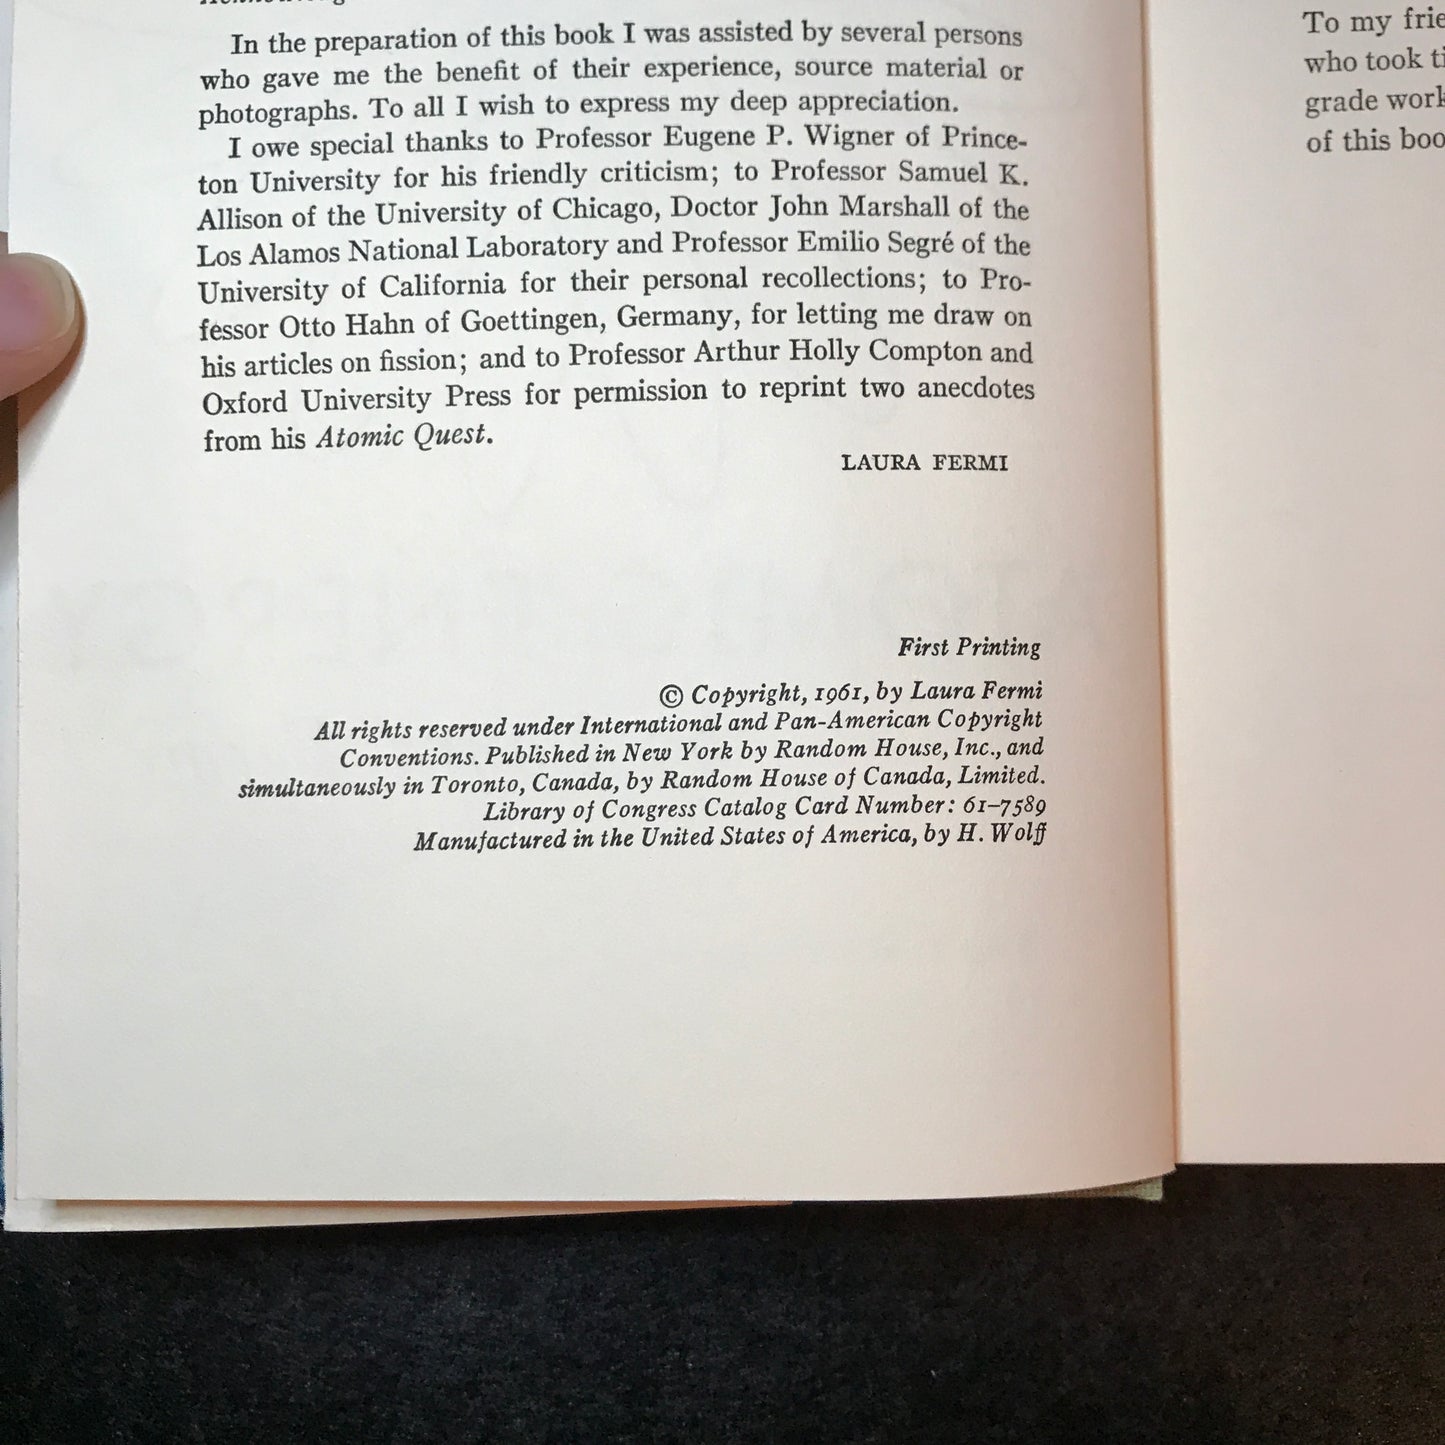 In the preparation of this book I was assisted by several persons
who gave me the benefit of their experience, source material or
photographs. To all I wish to express my deep appreciation.
I owe special thanks to Professor Eugene P. Wigner of Prince-
ton University for his friendly criticism; to Professor Samuel K.
Allison of the University of Chicago, Doctor John Marshall of the
Los Alamos National Laboratory and Professor Emilio Segré of the
University of California for their personal recollections; to Pro-
fessor Otto Hahn of Goettingen, Germany, for letting me draw on
his articles on fission; and to Professor Arthur Holly Compton and
Oxford University Press for permission to reprint two anecdotes
from his Atomic Quest.
LAURA FERMI
First Printing
© Copyright, 1961, by Laura Fermi
All rights reserved under International and Pan-American Copyright
Conventions. Published in New York by Random House, Inc., and
simultaneously in Toronto, Canada, by Random House of Canada, Limited.
Library of Congress Catalog Card Number: 61–7589
Manufactured in the United States of America, by H. Wolff
To my frie
who took ti
grade work
of this boo